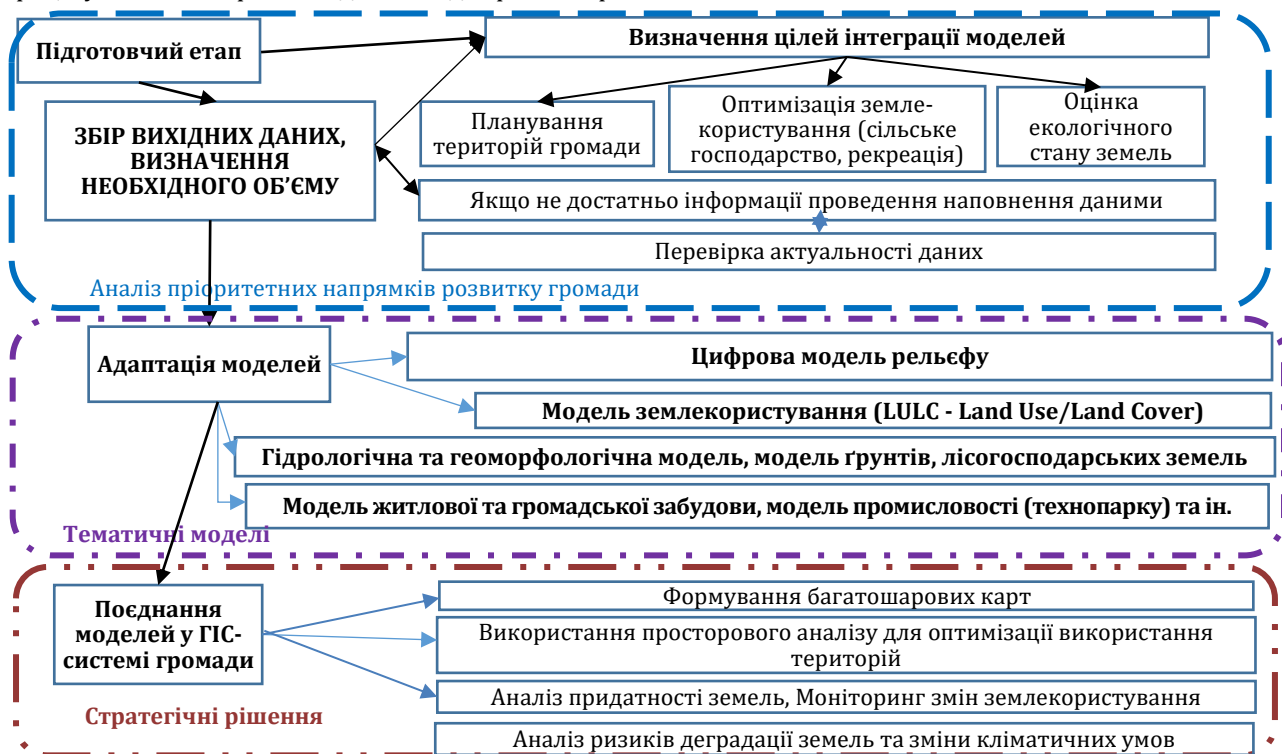 Підготовчий етап
Визначення цілей інтеграції моделей
ЗБІР ВИХІДНИХ ДАНИХ,
ВИЗНАЧЕННЯ
НЕОБХІДНОГО ОБ’ЄМУ
Планування
територій громади
Оптимізація земле-
користування (сільське
господарство, рекреація)
Оцінка
екологічного
стану земель
Якщо не достатньо інформації проведення наповнення даними
Перевірка актуальності даних
Аналіз пріоритетних напрямків розвитку громади
Адаптація моделей
Цифрова модель рельєфу
Модель землекористування (LULC - Land Use/Land Cover)
Гідрологічна та геоморфологічна модель, модель ґрунтів, лісогосподарських земель
Модель житлової та громадської забудови, модель промисловості (технопарку) та ін.
Тематичні моделі
Поєднання
моделей у ГІС-
системі громади
Формування багатошарових карт
Використання просторового аналізу для оптимізації використання
територій
Аналіз придатності земель, Моніторинг змін землекористування
Стратегічні рішення
Аналіз ризиків деградації земель та зміни кліматичних умов